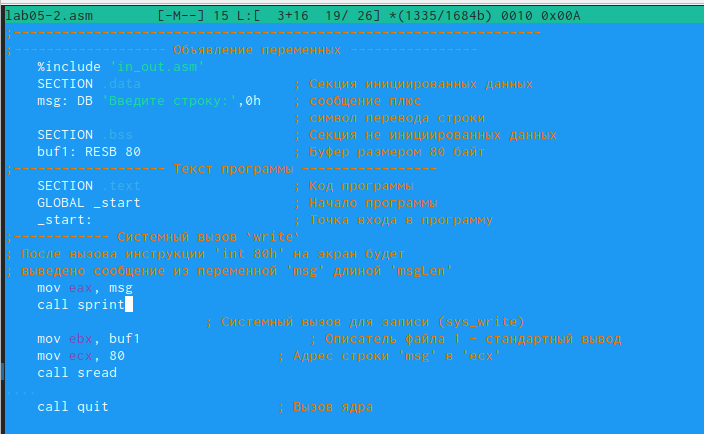 lab05-2.asm        [-M--] 15 L:[  3+16  19/ 26] *(1335/1684b) 0010 0x00A
;------------------------------------------------------------------
;------------------- Объявление переменных ----------------
    %include 'in_out.asm'
    SECTION .data                   ; Секция инициированных данных
    msg: DB 'Введите строку:',0h    ; сообщение плюс
                                    ; символ перевода строки
    SECTION .bss                    ; Секция не инициированных данных
    buf1: RESB 80                   ; Буфер размером 80 байт
;------------------- Текст программы -----------------
    SECTION .text                   ; Код программы
    GLOBAL _start                   ; Начало программы
    _start:                         ; Точка входа в программу
;------------ Cистемный вызов `write`
; После вызова инструкции 'int 80h' на экран будет
; выведено сообщение из переменной 'msg' длиной 'msgLen'
    mov eax, msg
    call sprint
                         ; Системный вызов для записи (sys_write)
    mov ebx, buf1                     ; Описатель файла 1 - стандартный вывод
    mov ecx, 80                   ; Адрес строки 'msg' в 'ecx'
    call sread
....
    call quit                     ; Вызов ядра